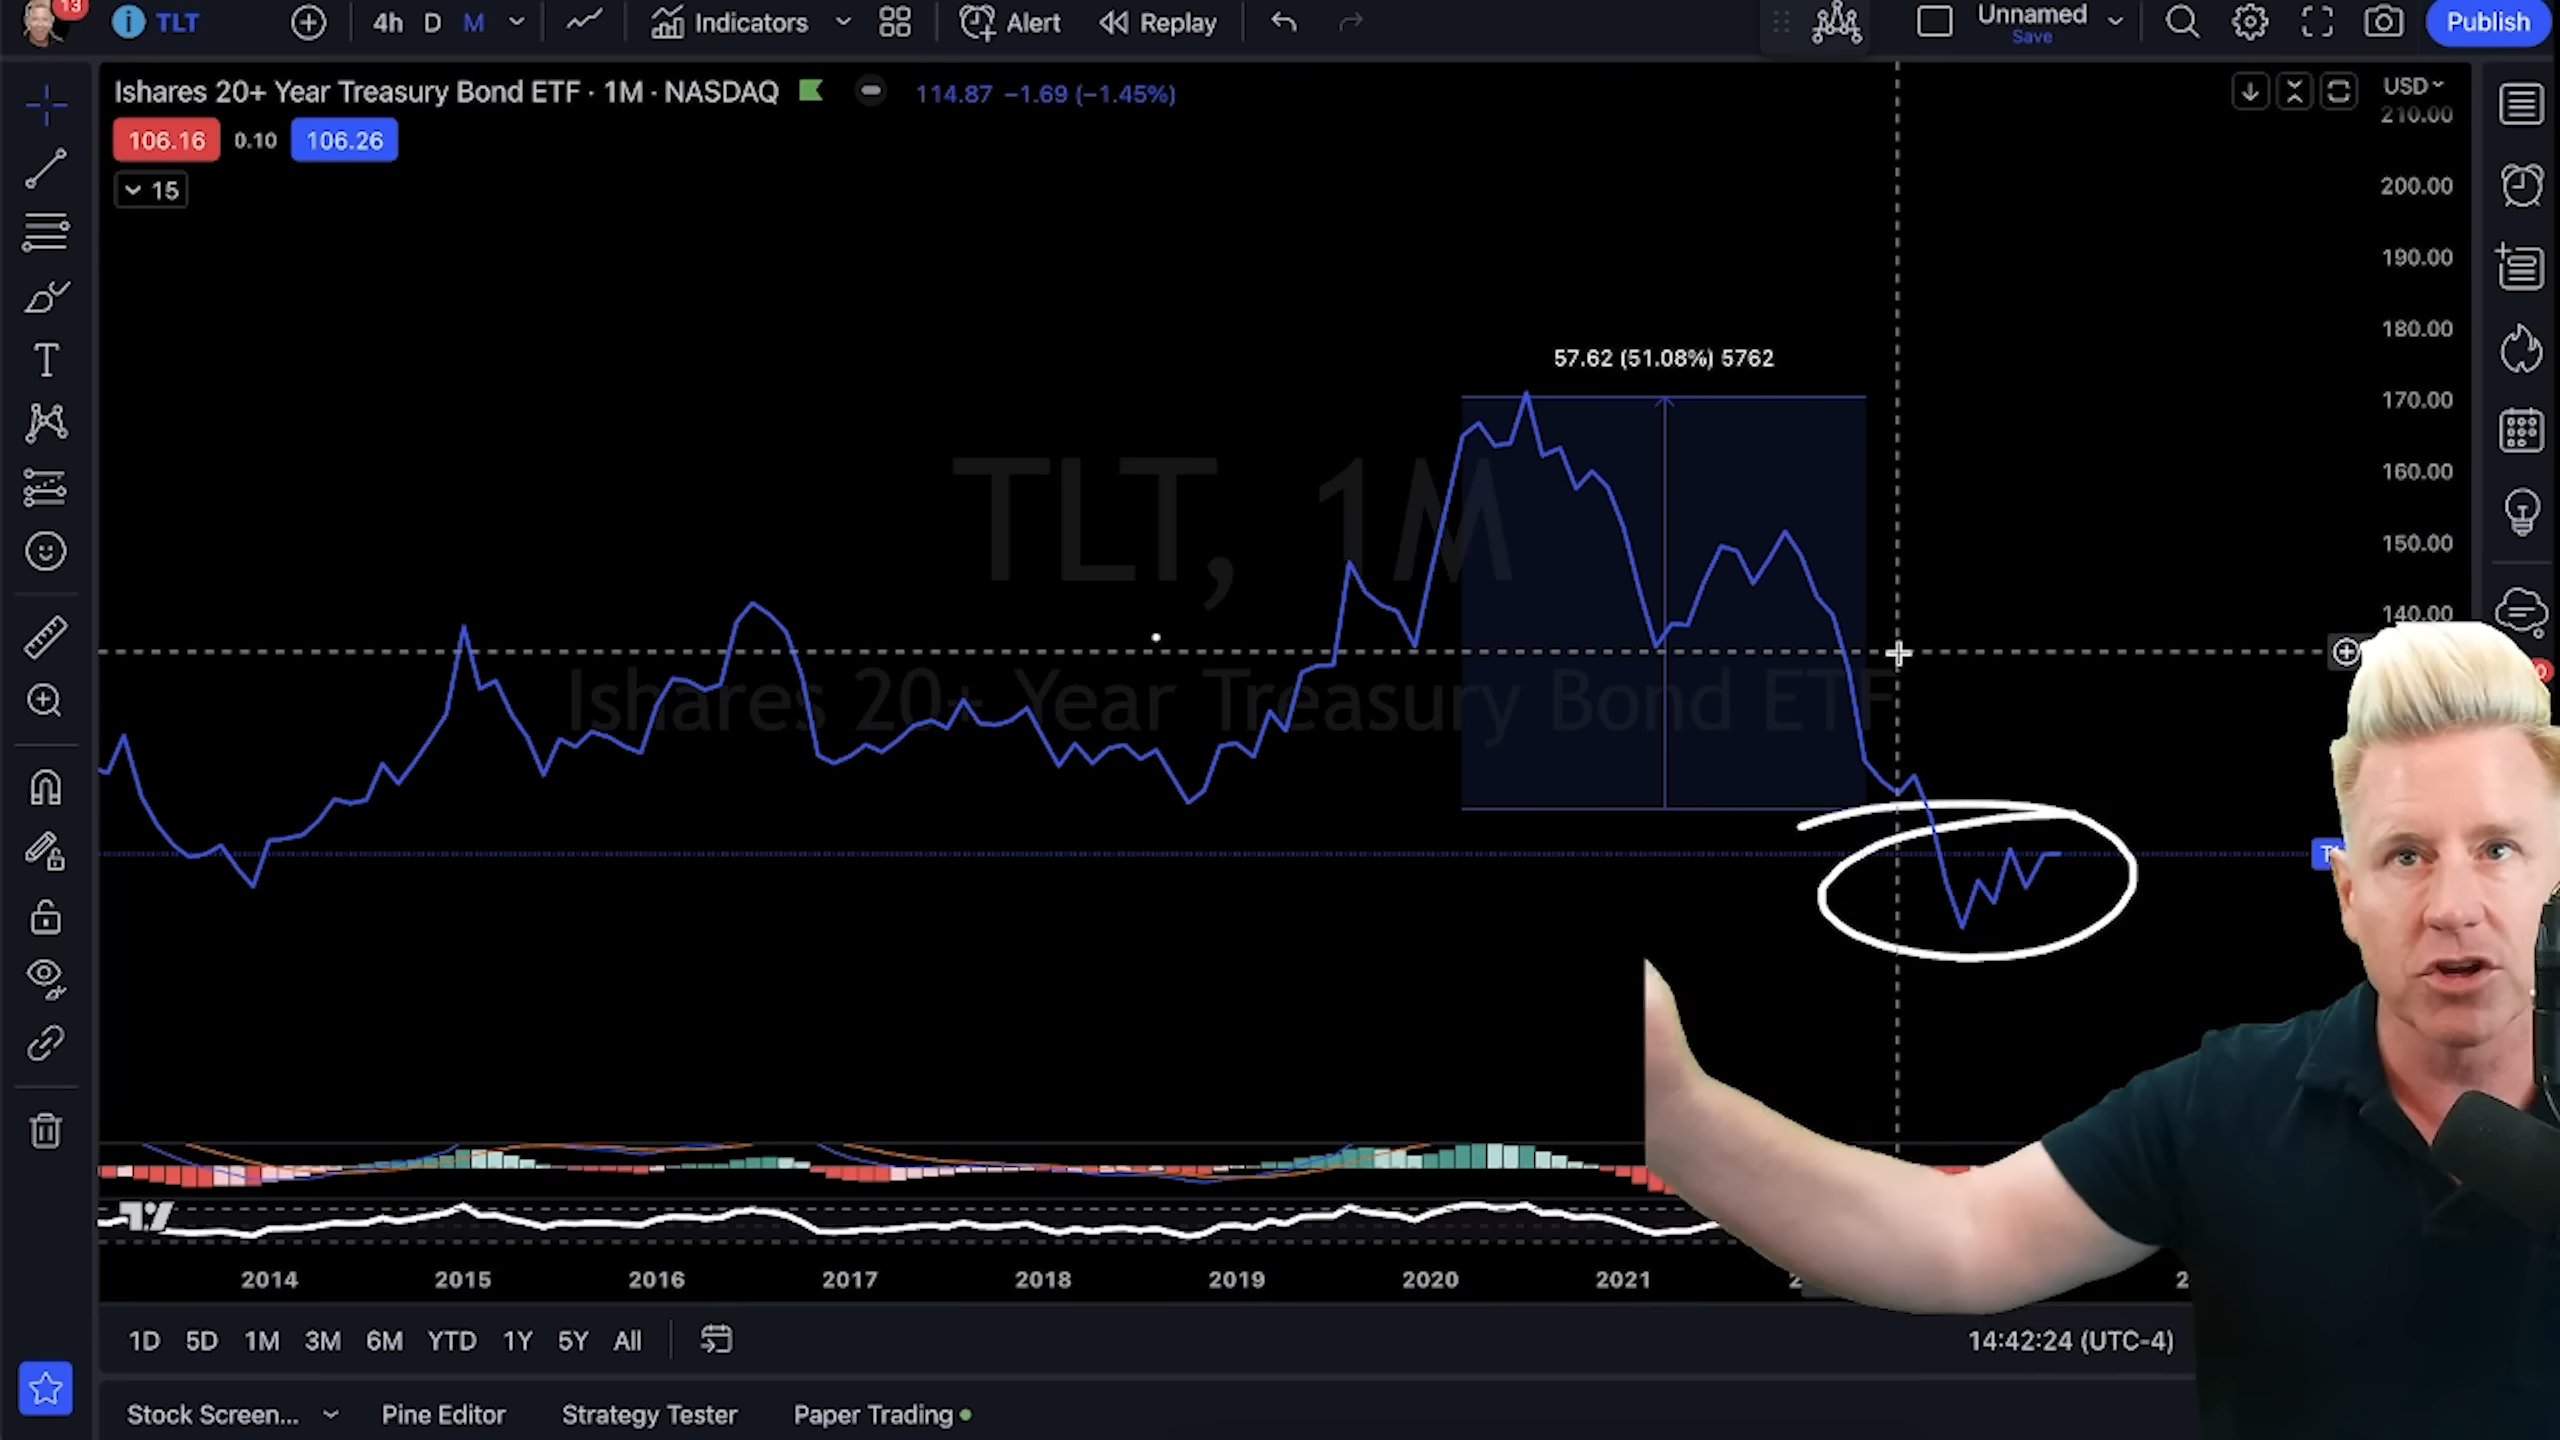 13
TLT
4h D M
Indicators
Alert
Replay
Unnamed
Save
Publish
Ishares 20+ Year Treasury Bond ETF · 1M · NASDAQ
114.87 −1.69 (−1.45%)
USD
106.16 0.10 106.26
15
210.00
200.00
190.00
180.00
170.00
160.00
150.00
140.00
57.62 (51.08%) 5762
TLT, 1M
Ishares 20+ Year Treasury Bond ETF
2014 2015 2016 2017 2018 2019 2020 2021
1D 5D 1M 3M 6M YTD 1Y 5Y All
14:42:24 (UTC-4)
Stock Screen... Pine Editor Strategy Tester Paper Trading